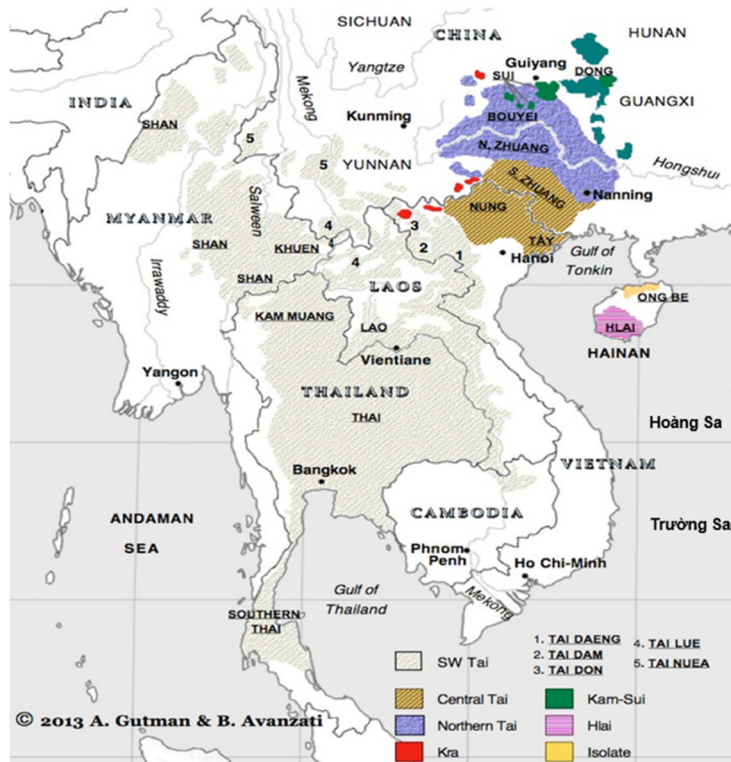 SICHUAN
HUNAN
CHINA
Guiyang
Yangtze
SUI
DONG
Mekong
INDIA
GUANGXI
BOUYEI
SHAN
Kunming
5
N. ZHUANG
5
YUNNAN
Hongshui
S. ZHUANG
Nanning
Salween
NUNG
MYANMAR
4
3
TÀY
SHAN
KHUEN
4
2
1
Hanoi
Gulf of
Tonkin
4
SHAN
LAOS
Irrawaddy
ONG BE
KAM MUANG
LAO
HLAI
HAINAN
Vientiane
Yangon
THAILAND
THAI
Hoàng Sa
VIETNAM
Bangkok
CAMBODIA
ANDAMAN
SEA
Trường Sa
Phnom
Penh
Ho Chi-Minh
Gulf of
Thailand
Mekong
SOUTHERN
THAI
1. TAI DAENG
2. TAI DAM
3. TAI DON
4. TAI LUE
5. TAI NUEA
SW Tai
Central Tai
Kam-Sui
Northern Tai
Hlai
Kra
Isolate
© 2013 A. Gutman & B. Avanzati